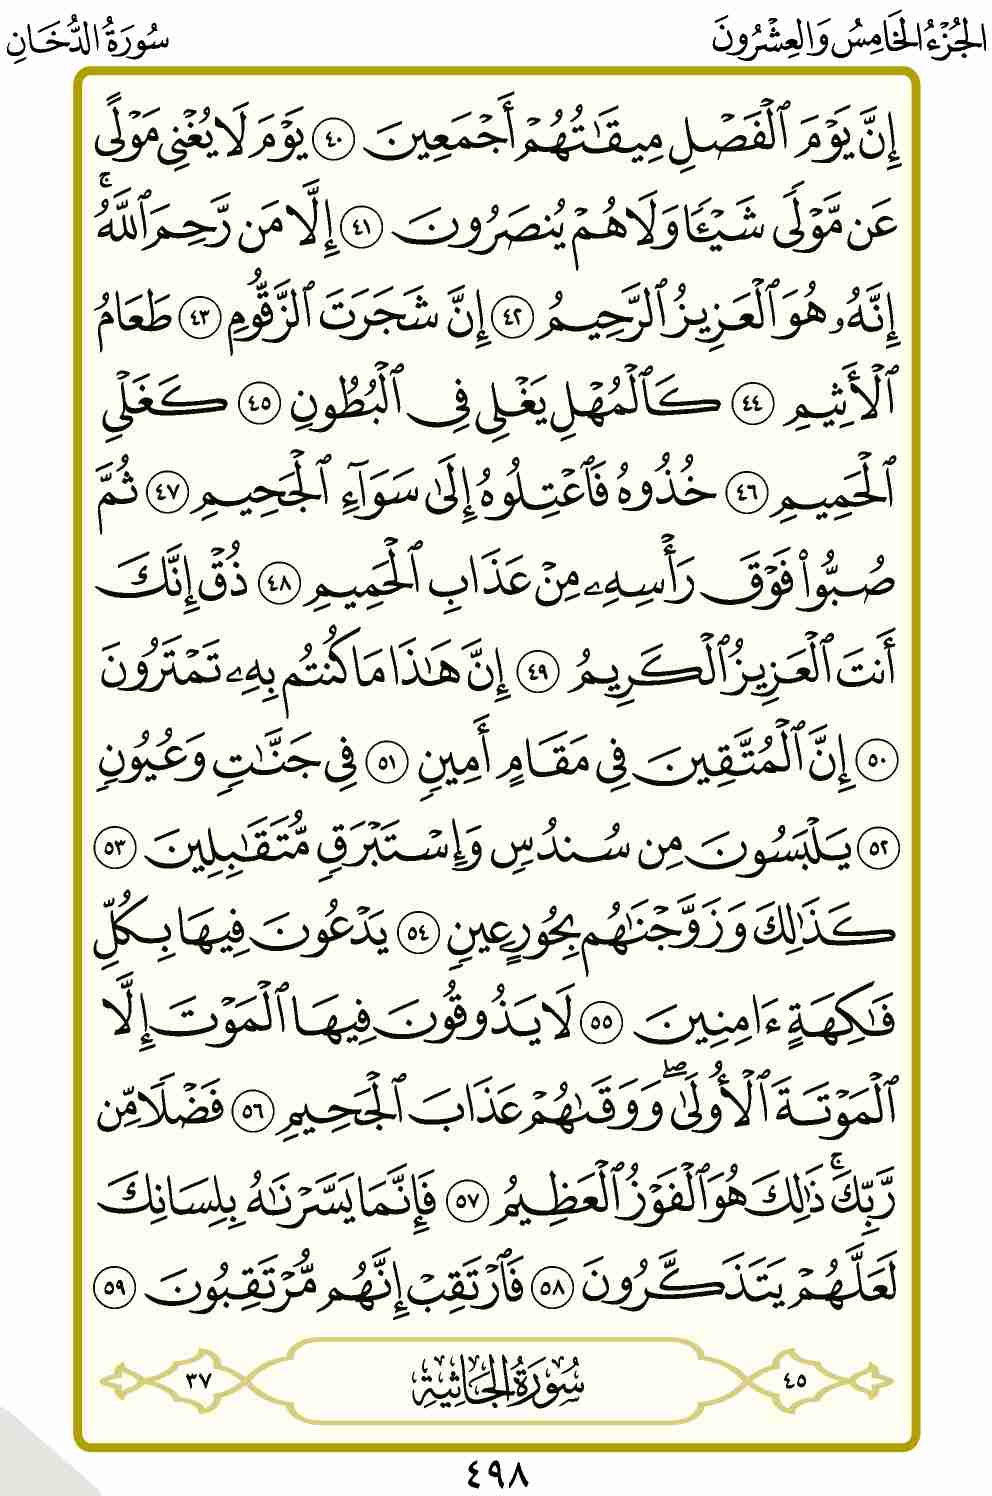 الجُزْءُ الخَامِسُ وَالعِشْرُونَ
سُورَةُ الدُّخَانِ
إِنَّ يَوْمَ ٱلْفَصْلِ مِيقَٰتُهُمْ أَجْمَعِينَ ٤٠ يَوْمَ لَا يُغْنِى مَوْلًى
عَن مَّوْلًى شَيْـًٔا وَلَا هُمْ يُنصَرُونَ ٤١ إِلَّا مَن رَّحِمَ ٱللَّهُ ۚ
إِنَّهُۥ هُوَ ٱلْعَزِيزُ ٱلرَّحِيمُ ٤٢ إِنَّ شَجَرَتَ ٱلزَّقُّومِ ٤٣ طَعَامُ
ٱلْأَثِيمِ ٤٤ كَٱلْمُهْلِ يَغْلِى فِى ٱلْبُطُونِ ٤٥ كَغَلْىِ
ٱلْحَمِيمِ ٤٦ خُذُوهُ فَٱعْتِلُوهُ إِلَىٰ سَوَآءِ ٱلْجَحِيمِ ٤٧ ثُمَّ
صُبُّوا۟ فَوْقَ رَأْسِهِۦ مِنْ عَذَابِ ٱلْحَمِيمِ ٤٨ ذُقْ إِنَّكَ
أَنتَ ٱلْعَزِيزُ ٱلْكَرِيمُ ٤٩ إِنَّ هَٰذَا مَا كُنتُم بِهِۦ تَمْتَرُونَ
٥٠ إِنَّ ٱلْمُتَّقِينَ فِى مَقَامٍ أَمِينٍ ٥١ فِى جَنَّٰتٍ وَعُيُونٍ
٥٢ يَلْبَسُونَ مِن سُندُسٍ وَإِسْتَبْرَقٍ مُّتَقَٰبِلِينَ ٥٣
كَذَٰلِكَ وَزَوَّجْنَٰهُم بِحُورٍ عِينٍ ٥٤ يَدْعُونَ فِيهَا بِكُلِّ
فَٰكِهَةٍ ءَامِنِينَ ٥٥ لَا يَذُوقُونَ فِيهَا ٱلْمَوْتَ إِلَّا
ٱلْمَوْتَةَ ٱلْأُولَىٰ ۖ وَوَقَىٰهُمْ عَذَابَ ٱلْجَحِيمِ ٥٦ فَضْلًا مِّن
رَّبِّكَ ۚ ذَٰلِكَ هُوَ ٱلْفَوْزُ ٱلْعَظِيمُ ٥٧ فَإِنَّمَا يَسَّرْنَٰهُ بِلِسَانِكَ
لَعَلَّهُمْ يَتَذَكَّرُونَ ٥٨ فَٱرْتَقِبْ إِنَّهُم مُّرْتَقِبُونَ ٥٩
٤٥ سُورَةُ الجَاثِيَةِ ٣٧
٤٩٨